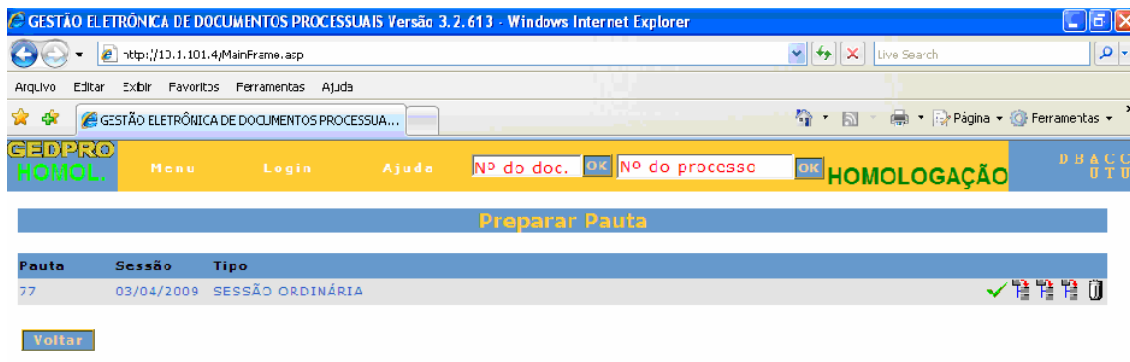 GESTÃO ELETRÔNICA DE DOCUMENTOS PROCESSUAIS Versão 3.2.613 - Windows Internet Explorer
http://10.1.101.4/MainFrame.asp Live Search
Arquivo Editar Exibir Favoritos Ferramentas Ajuda
GESTÃO ELETRÔNICA DE DOCUMENTOS PROCESSUA... Página Ferramentas
GEDPRO
HOMOL. Menu Login Ajuda Nº do doc. OK Nº do processo OK HOMOLOGAÇÃO
Preparar Pauta
Pauta Sessão Tipo
77 03/04/2009 SESSÃO ORDINÁRIA
Voltar